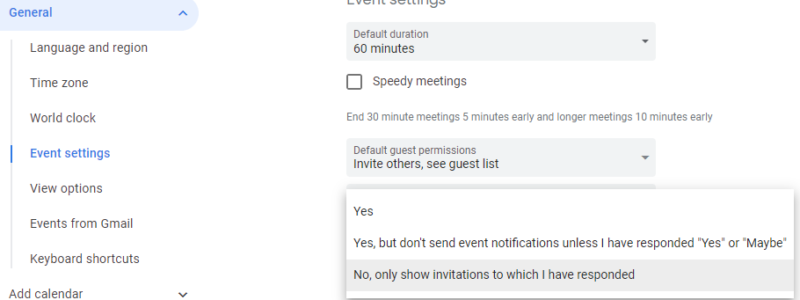 General
Language and region
Time zone
World clock
Event settings
View options
Events from Gmail
Keyboard shortcuts
Add calendar
Event settings
Default duration
60 minutes
Speedy meetings
End 30 minute meetings 5 minutes early and longer meetings 10 minutes early
Default guest permissions
Invite others, see guest list
Yes
Yes, but don't send event notifications unless I have responded "Yes" or "Maybe"
No, only show invitations to which I have responded